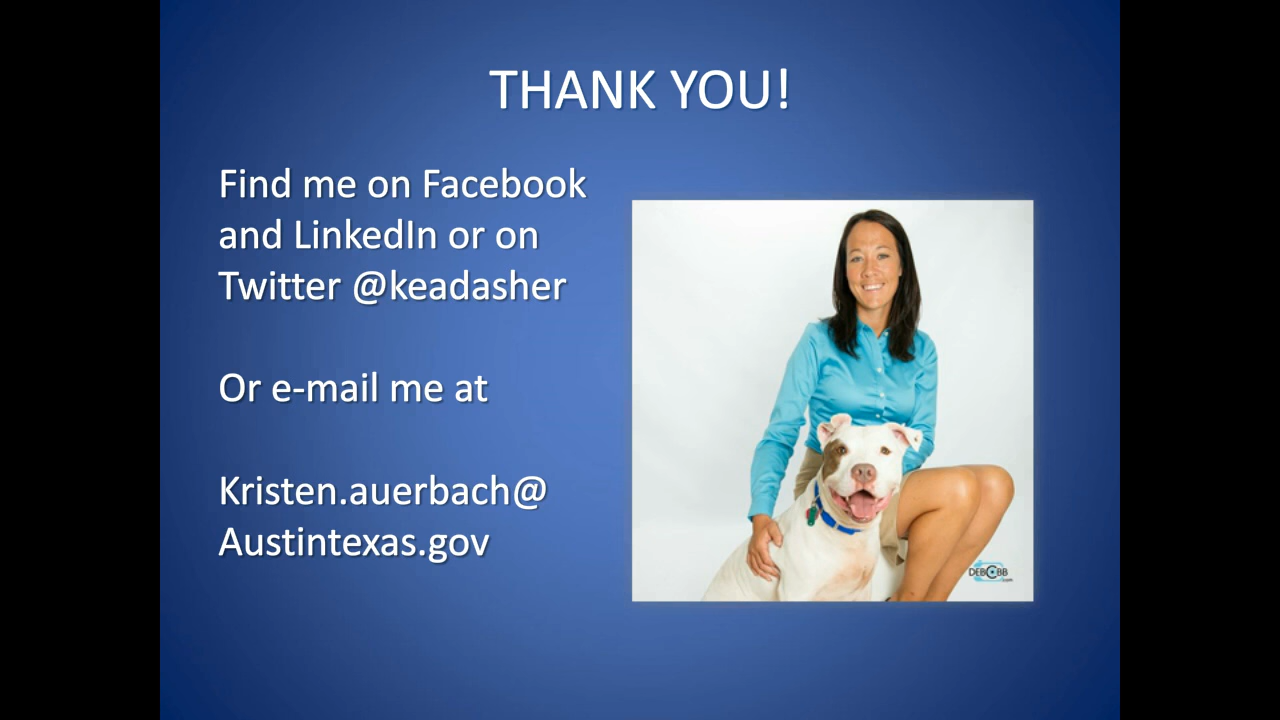 THANK YOU!
Find me on Facebook
and LinkedIn or on
Twitter @keadasher
Or e-mail me at
Kristen.auerbach@
Austintexas.gov
DEBCOBB